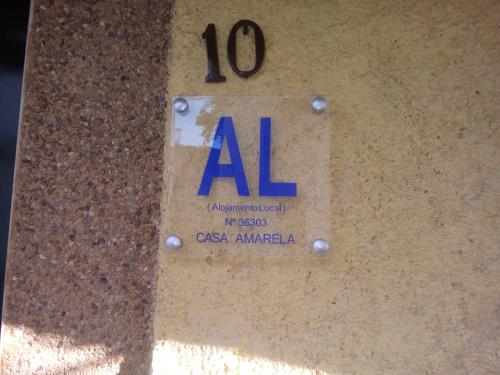 10
AL
(Alojamento Local)
Nº 36303
CASA AMARELA